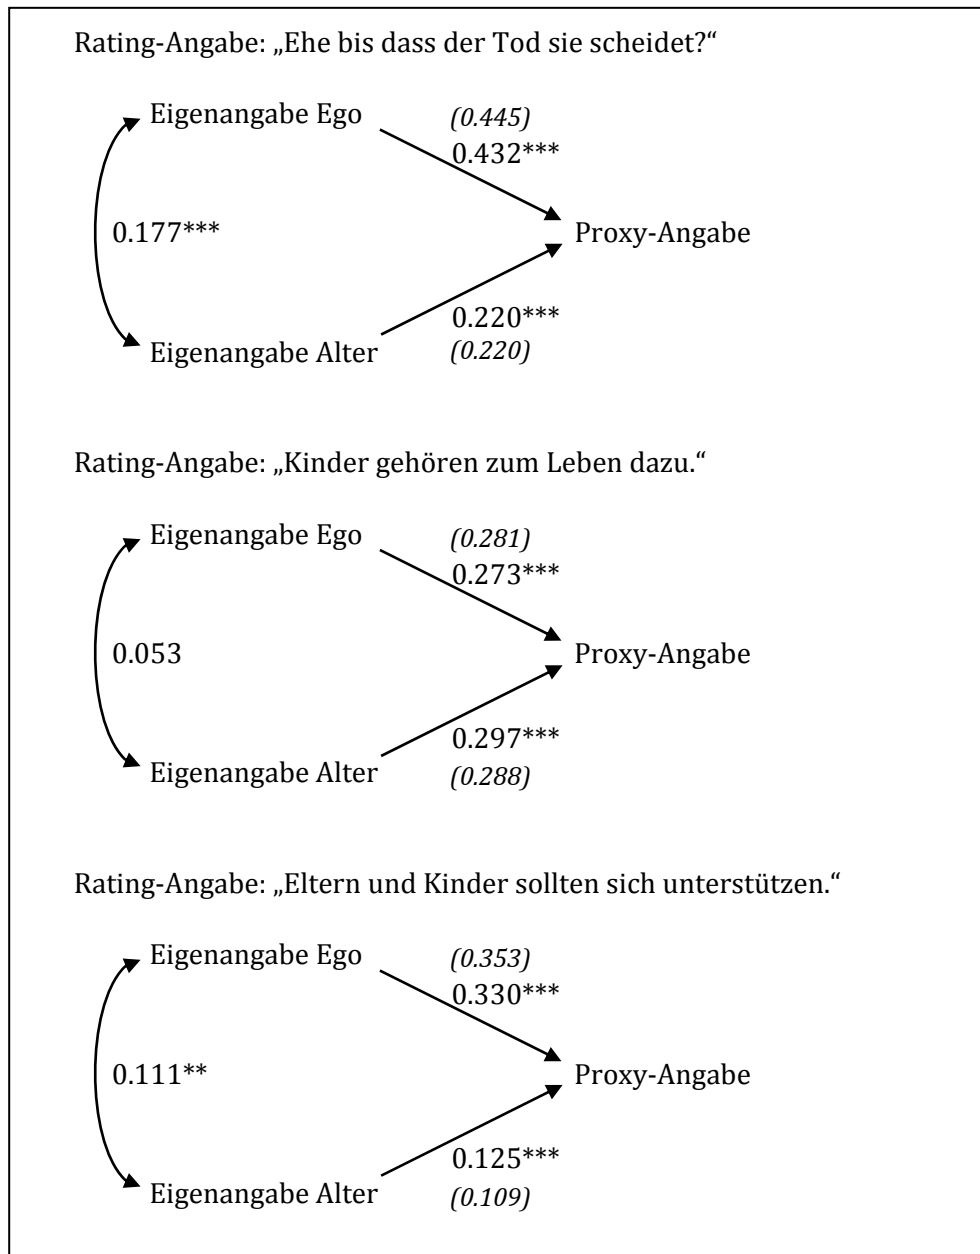 Rating-Angabe: „Ehe bis dass der Tod sie scheidet?“
Eigenangabe Ego
(0.445)
0.432***
0.177***
Proxy-Angabe
0.220***
Eigenangabe Alter
(0.220)
Rating-Angabe: „Kinder gehören zum Leben dazu.“
Eigenangabe Ego
(0.281)
0.273***
0.053
Proxy-Angabe
0.297***
Eigenangabe Alter
(0.288)
Rating-Angabe: „Eltern und Kinder sollten sich unterstützen.“
Eigenangabe Ego
(0.353)
0.330***
0.111**
Proxy-Angabe
0.125***
Eigenangabe Alter
(0.109)